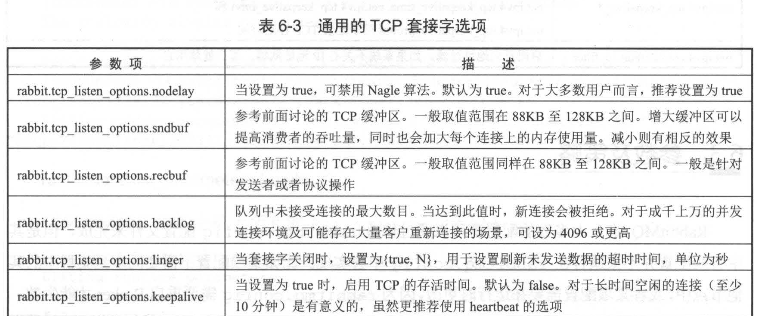 表 6-3 通用的 TCP 套接字选项
参 数 项 描 述
rabbit.tcp_listen_options.nodelay 当设置为 true，可禁用 Nagle 算法。默认为 true。对于大多数用户而言，推荐设置为 true
rabbit.tcp_listen_options.sndbuf 参考前面讨论的 TCP 缓冲区。一般取值范围在 88KB 至 128KB 之间。增大缓冲区可以
提高消费者的吞吐量，同时也会加大每个连接上的内存使用量。减小则有相反的效果
rabbit.tcp_listen_options.recbuf 参考前面讨论的 TCP 缓冲区。一般取值范围同样在 88KB 至 128KB 之间。一般是针对
发送者或者协议操作
rabbit.tcp_listen_options.backlog 队列中未接受连接的最大数目。当达到此值时，新连接会被拒绝。对于成千上万的并发
连接环境及可能存在大量客户重新连接的场景，可设为 4096 或更高
rabbit.tcp_listen_options.linger 当套接字关闭时，设置为{true, N}，用于设置刷新未发送数据的超时时间，单位为秒
rabbit.tcp_listen_options.keepalive 当设置为 true 时，启用 TCP 的存活时间。默认为 false。对于长时间空闲的连接（至少
10 分钟）是有意义的，虽然更推荐使用 heartbeat 的选项